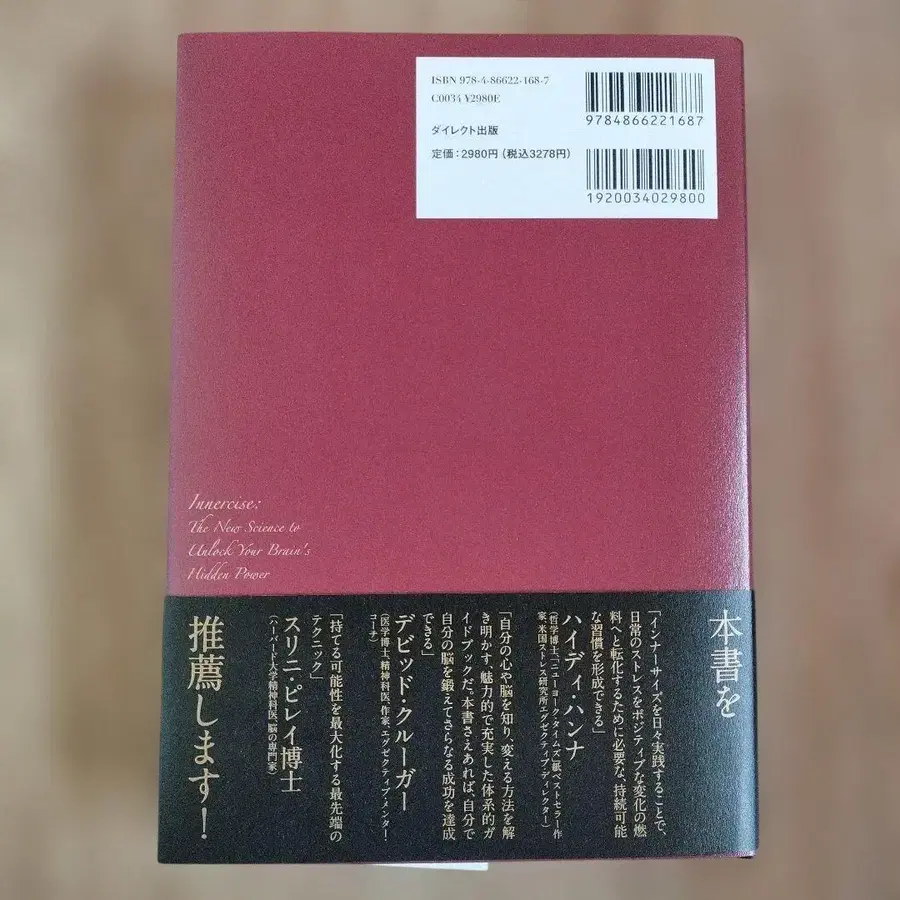 ISBN 978-4-86622-168-7
C0034 ¥2980E
ダイレクト出版
定価：2980円（税込3278円）
9784866221687
1920034029800
Innercise:
The New Science to
Unlock Your Brain's
Hidden Power
本書を
「インナーサイズを日々実践することで、
日常のストレスをポジティブな変化の燃
料へと転化するために必要な、持続可能
な習慣を形成できる」
ハイディ・ハンナ
（哲学博士、『ニューヨークタイムズ』紙ベストセラー作
家、米国ストレス研究所エグゼクティブ・ディレクター）
「自分の心や脳を知り、変える方法を解
き明かす、魅力的で充実した体系的ガ
イドブックだ。本書さえあれば、自分で
自分の脳を鍛えてさらなる成功を達成
できる」
デビッド・クルーガー
（医学博士、精神科医、作家、エグゼクティブ・メンター・
コーチ）
「持てる可能性を最大化する最先端の
テクニック」
スリニ・ピレイ博士
（ハーバード大学精神科医、脳の専門家）
推薦します！